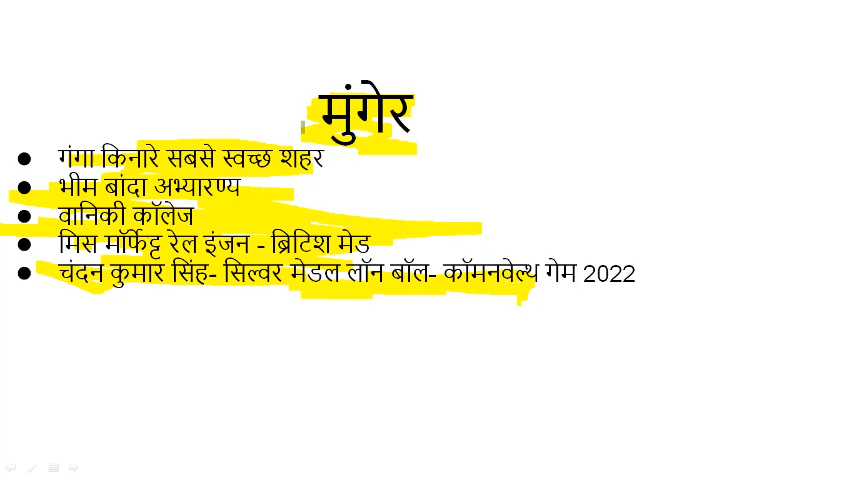 मुंगेर
● गंगा किनारे सबसे स्वच्छ शहर
● भीम बांदा अभ्यारण्य
● वानिकी कॉलेज
● मिस मॉर्फेट्ट रेल इंजन - ब्रिटिश मेड
● चंदन कुमार सिंह- सिल्वर मेडल लॉन बॉल- कॉमनवेल्थ गेम 2022